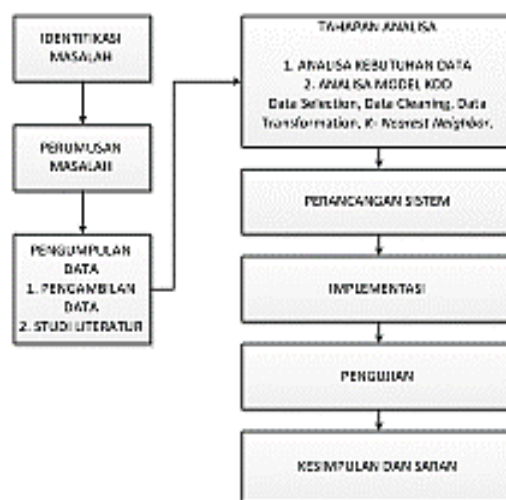 IDENTIFIKASI
MASALAH
PERUMUSAN
MASALAH
PENGUMPULAN
DATA
1. PENGAMBILAN
DATA
2. STUDI LITERATUR
TAHAPAN ANALISA
1. ANALISA KEBUTUHAN DATA
2. ANALISA MODEL KDD
Data Selection, Data Cleaning, Data
Transformation, K- Nearest Neighbor.
PERANCANGAN SISTEM
IMPLEMENTASI
PENGUJIAN
KESIMPULAN DAN SARAN